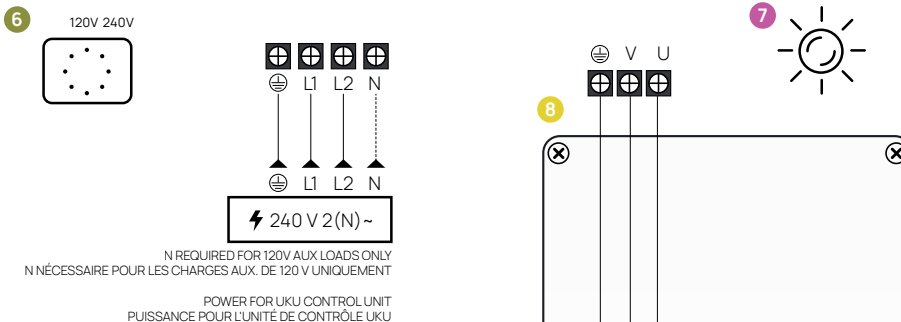 6
120V 240V
L1 L2 N
L1 L2 N
240 V 2(N)~
N REQUIRED FOR 120V AUX LOADS ONLY
N NÉCESSAIRE POUR LES CHARGES AUX. DE 120 V UNIQUEMENT
POWER FOR UKU CONTROL UNIT
PUISSANCE POUR L'UNITÉ DE CONTRÔLE UKU
7
V U
8